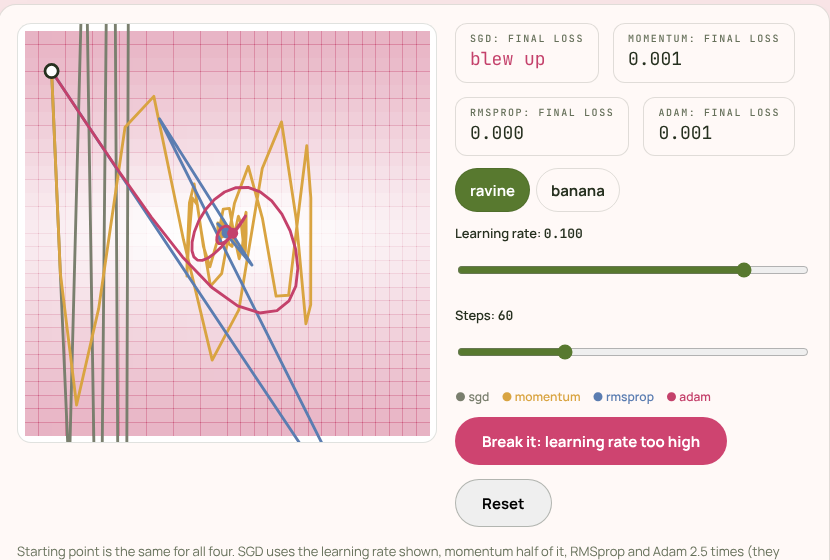 SGD: FINAL LOSS
blew up
MOMENTUM: FINAL LOSS
0.001
RMSPROP: FINAL LOSS
0.000
ADAM: FINAL LOSS
0.001
ravine
banana
Learning rate: 0.100
Steps: 60
sgd momentum rmsprop adam
Break it: learning rate too high
Reset
Starting point is the same for all four. SGD uses the learning rate shown, momentum half of it, RMSprop and Adam 2.5 times (they